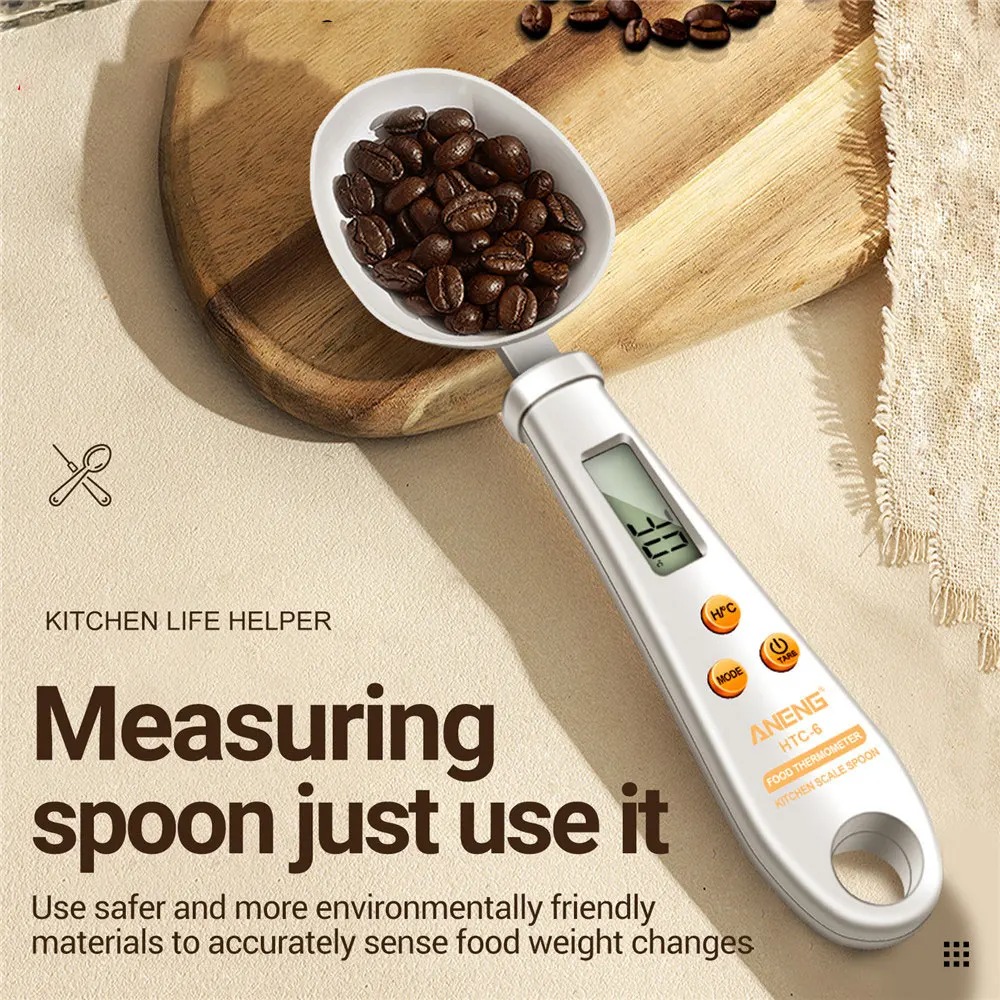 KITCHEN LIFE HELPER
Measuring
spoon just use it
Use safer and more environmentally friendly
materials to accurately sense food weight changes
H/°C
TARE
MODE
ANENG®
HTC-6
FOOD THERMOMETER
KITCHEN SCALE SPOON